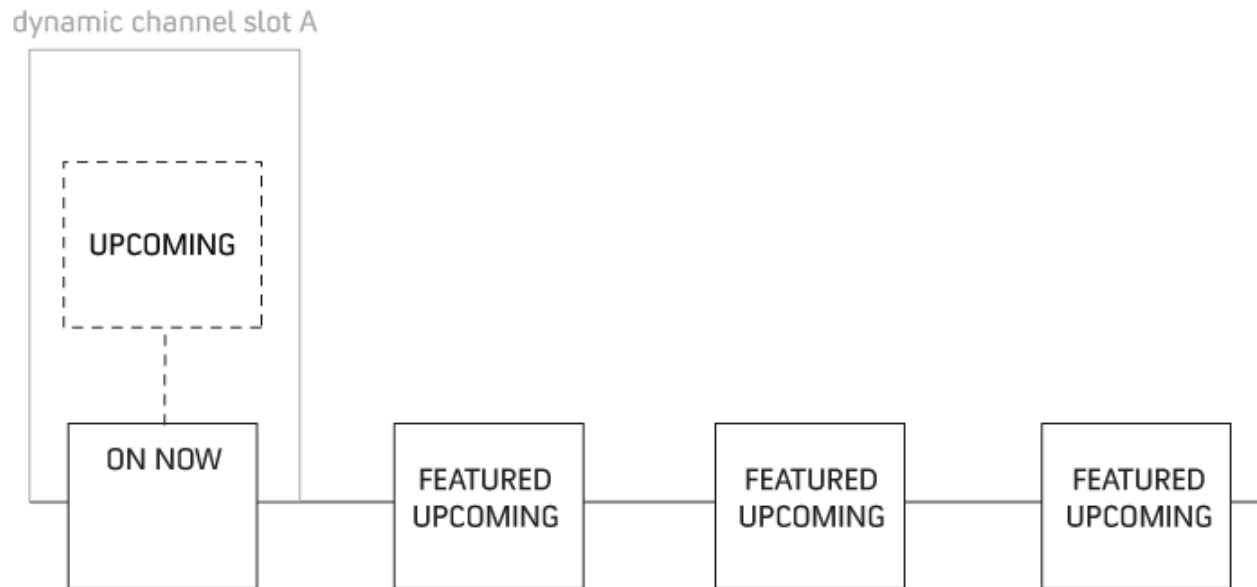 dynamic channel slot A
UPCOMING
ON NOW
FEATURED
UPCOMING
FEATURED
UPCOMING
FEATURED
UPCOMING